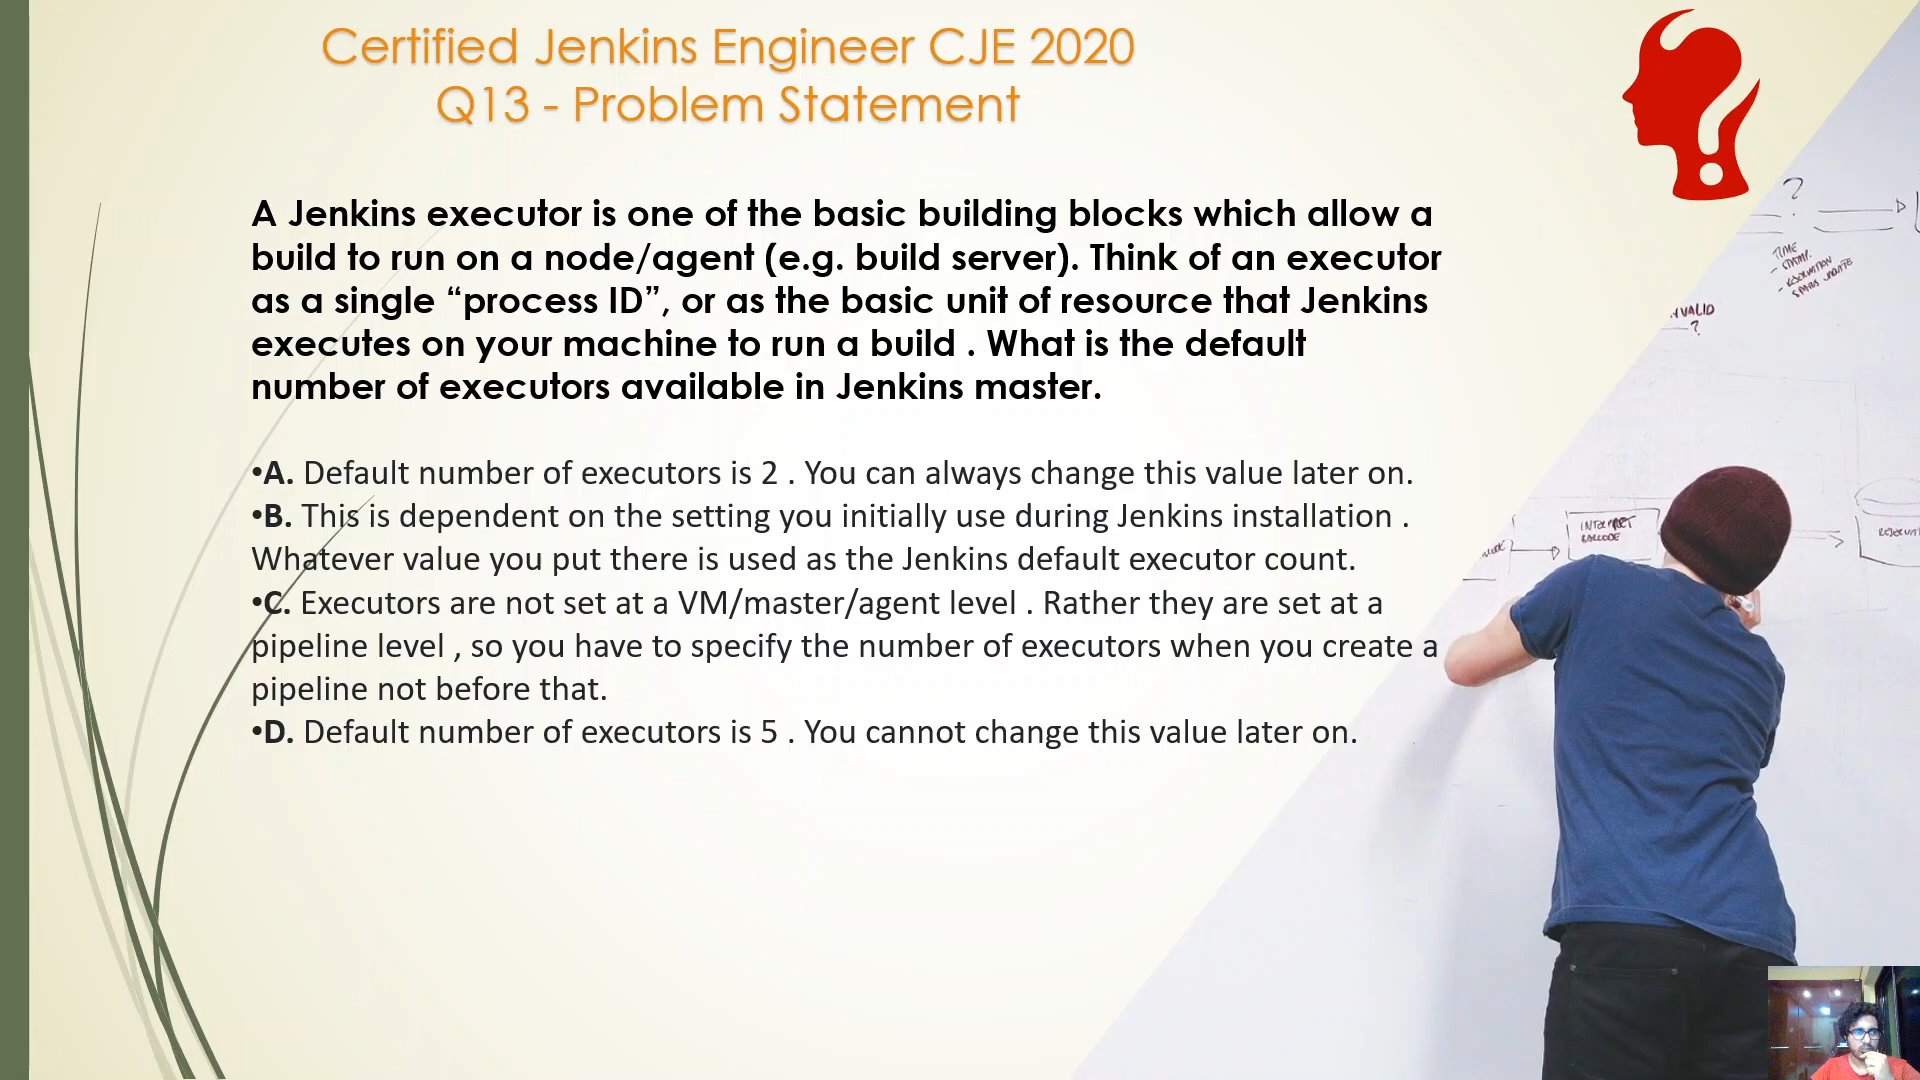 Certified Jenkins Engineer CJE 2020
Q13 - Problem Statement
A Jenkins executor is one of the basic building blocks which allow a
build to run on a node/agent (e.g. build server). Think of an executor
as a single “process ID”, or as the basic unit of resource that Jenkins
executes on your machine to run a build . What is the default
number of executors available in Jenkins master.
•A. Default number of executors is 2 . You can always change this value later on.
•B. This is dependent on the setting you initially use during Jenkins installation .
Whatever value you put there is used as the Jenkins default executor count.
•C. Executors are not set at a VM/master/agent level . Rather they are set at a
pipeline level , so you have to specify the number of executors when you create a
pipeline not before that.
•D. Default number of executors is 5 . You cannot change this value later on.
?
TIME
?
INTERPRET
BARCODE